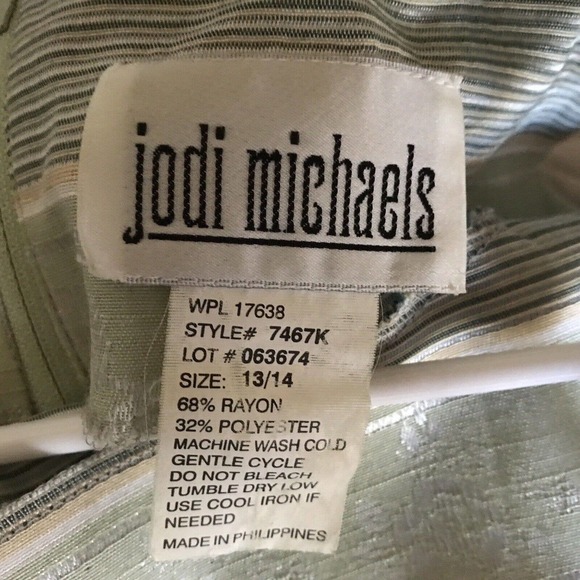 jodi michaels
WPL 17638
STYLE# 7467K
LOT # 063674
SIZE: 13/14
68% RAYON
32% POLYESTER
MACHINE WASH COLD
GENTLE CYCLE
DO NOT BLEACH
TUMBLE DRY LOW
USE COOL IRON IF
NEEDED
MADE IN PHILIPPINES